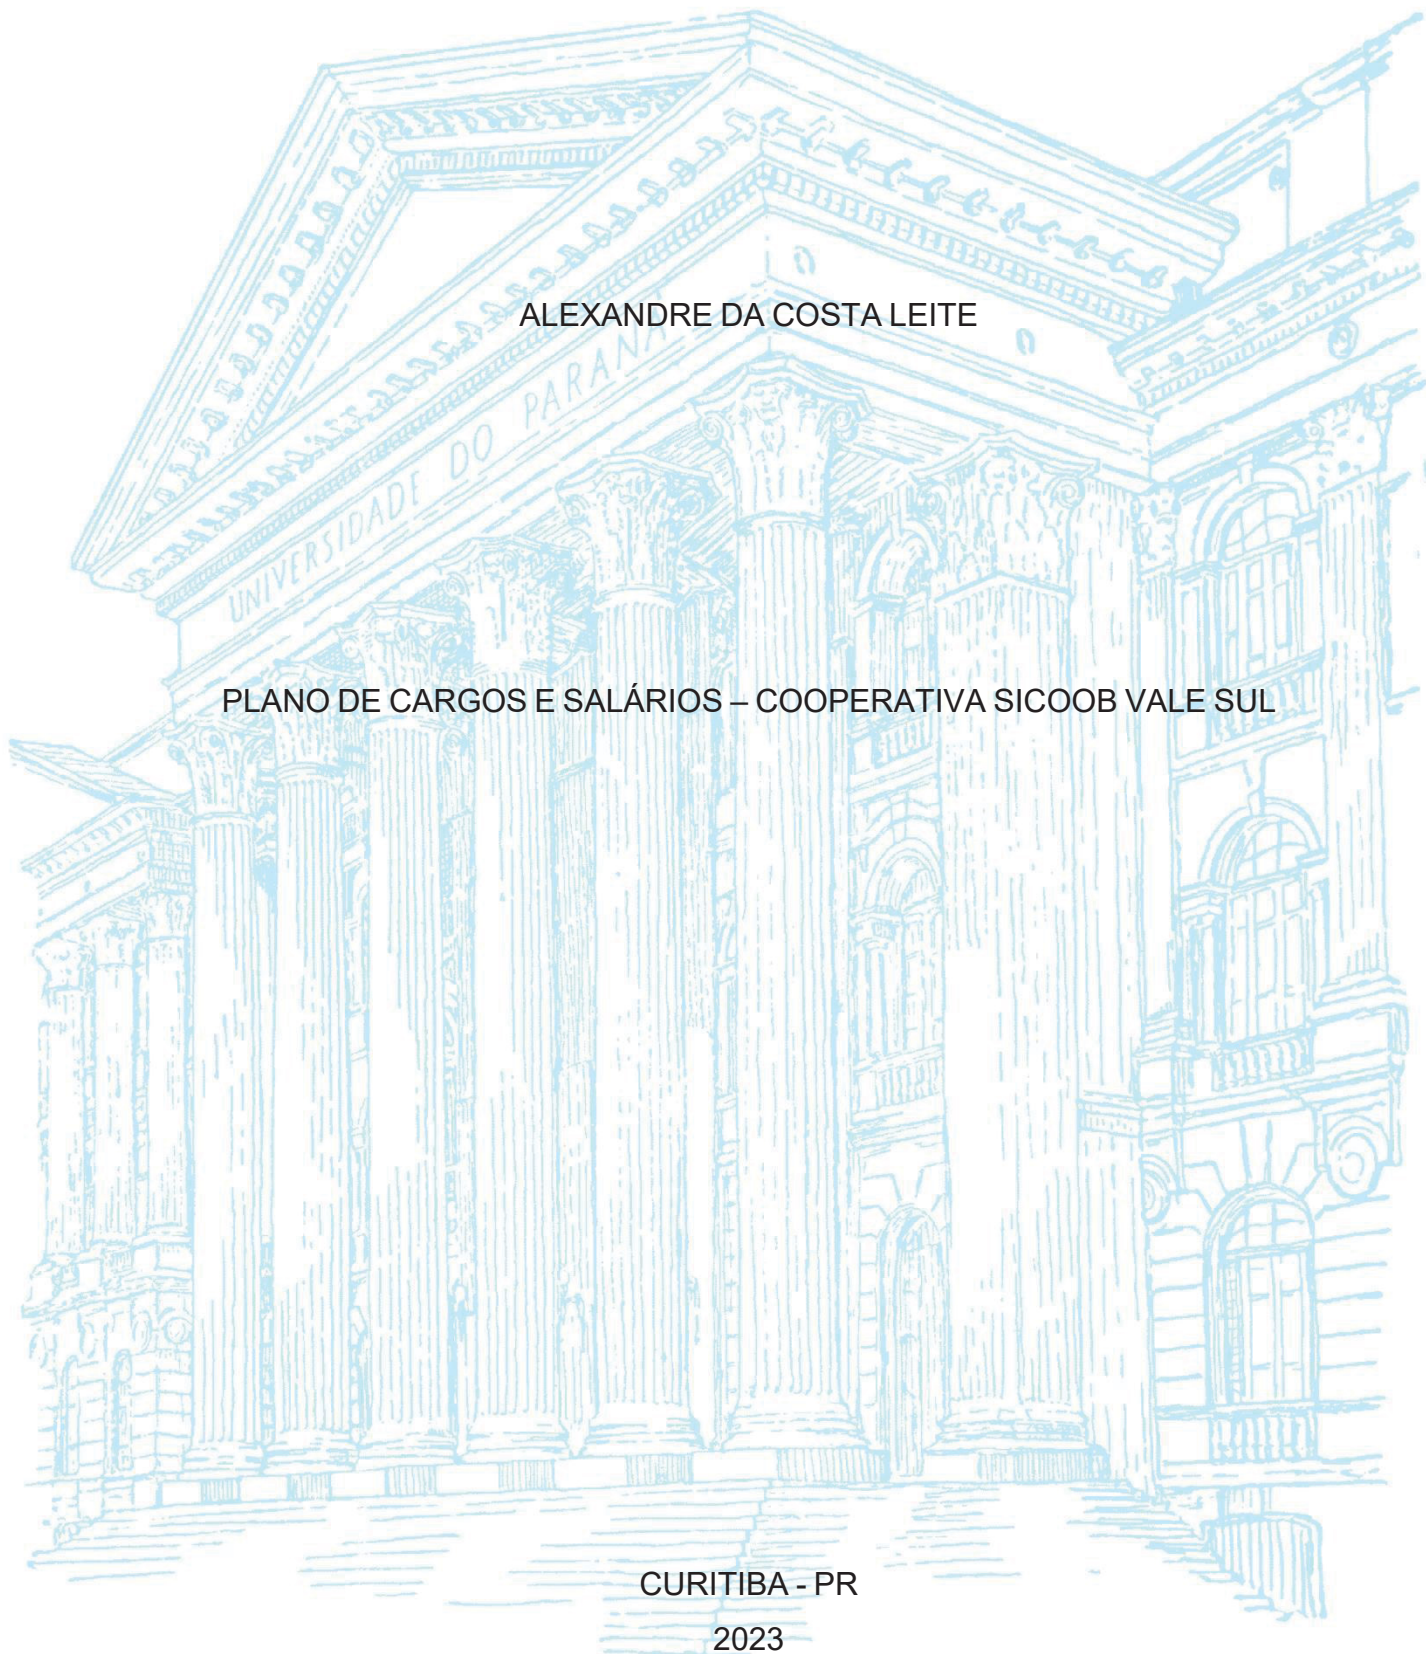 ALEXANDRE DA COSTA LEITE
UNIVERSIDADE DO PARANÁ
PLANO DE CARGOS E SALÁRIOS – COOPERATIVA SICOOB VALE SUL
CURITIBA - PR
2023